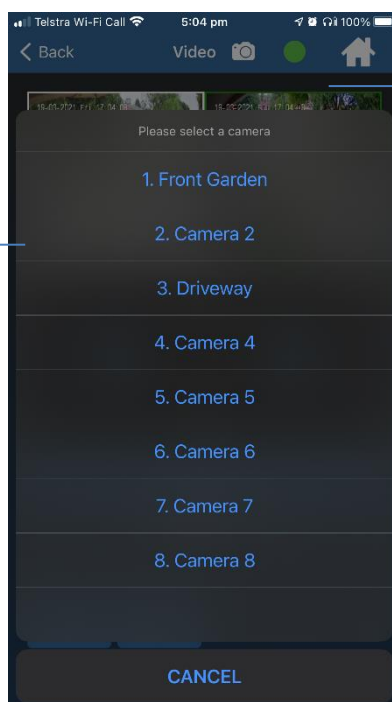 Telstra Wi-Fi Call 5:04 pm 100%
Back Video
Please select a camera
1. Front Garden
2. Camera 2
3. Driveway
4. Camera 4
5. Camera 5
6. Camera 6
7. Camera 7
8. Camera 8
CANCEL